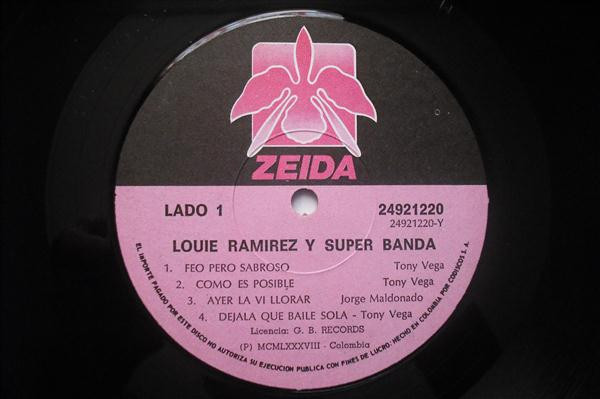 ZEIDA
LADO 1
24921220
24921220-Y
LOUIE RAMIREZ Y SUPER BANDA
1. FEO PERO SABROSO Tony Vega
2. COMO ES POSIBLE Tony Vega
3. AYER LA VI LLORAR Jorge Maldonado
4. DEJALA QUE BAILE SOLA - Tony Vega
Licencia: G. B. RECORDS
(P) MCMLXXXVIII - Colombia
EL IMPORTE PAGADO POR ESTE DISCO NO AUTORIZA SU EJECUCION PUBLICA CON FINES DE LUCRO: HECHO EN COLOMBIA POR CODISCOS S. A.